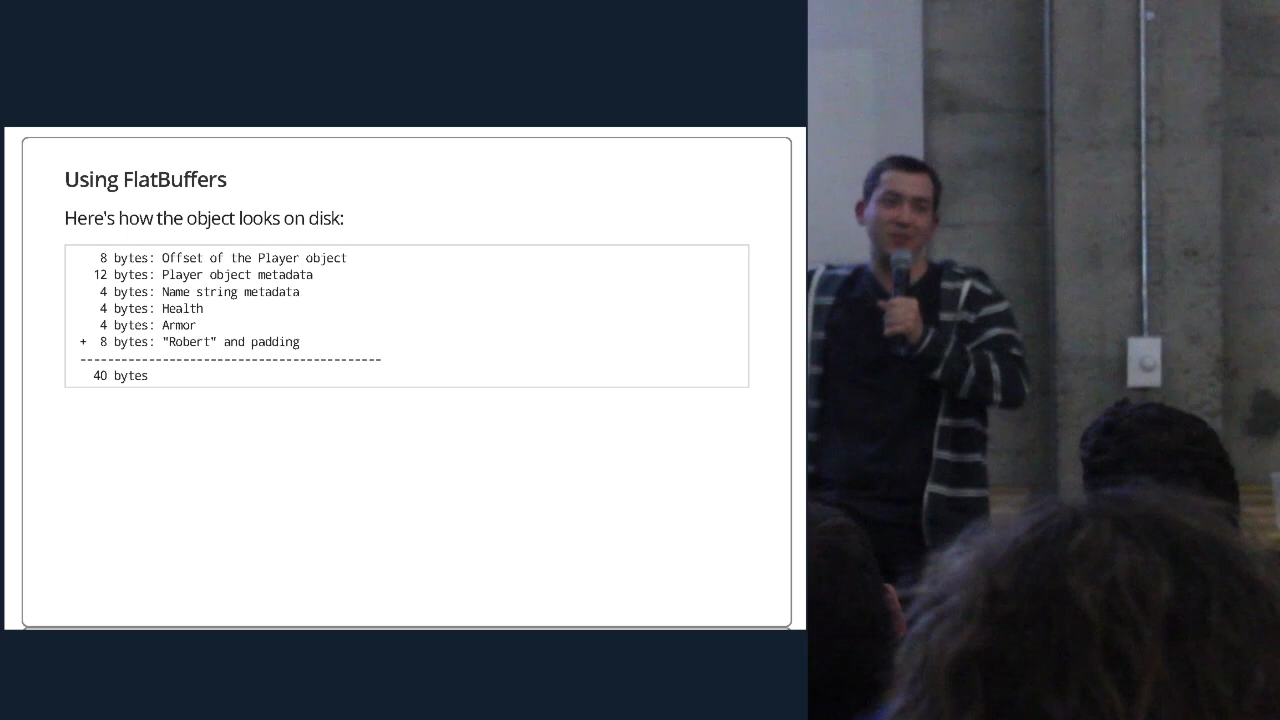 Using FlatBuffers
Here's how the object looks on disk:
8 bytes: Offset of the Player object
12 bytes: Player object metadata
4 bytes: Name string metadata
4 bytes: Health
4 bytes: Armor
+ 8 bytes: "Robert" and padding
--------------------------------------------
40 bytes